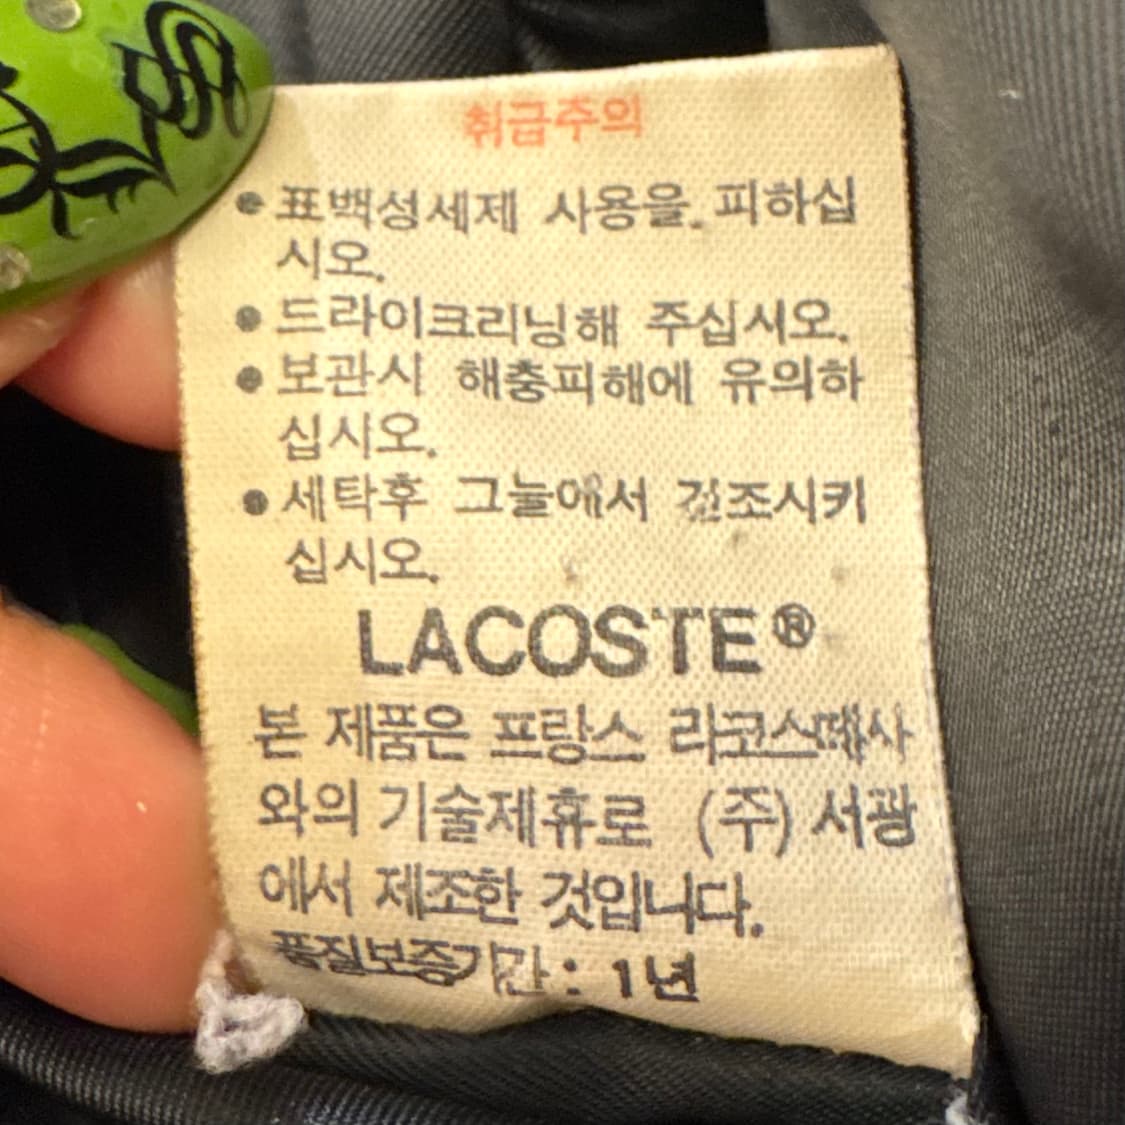 취급주의
• 표백성세제 사용을 피하십
시오.
• 드라이크리닝해 주십시오.
• 보관시 해충피해에 유의하
십시오.
• 세탁후 그늘에서 건조시키
십시오.
LACOSTE®
본 제품은 프랑스 라코스떼사
와의 기술제휴로 (주) 서광
에서 제조한 것입니다.
품질보증기간 : 1년